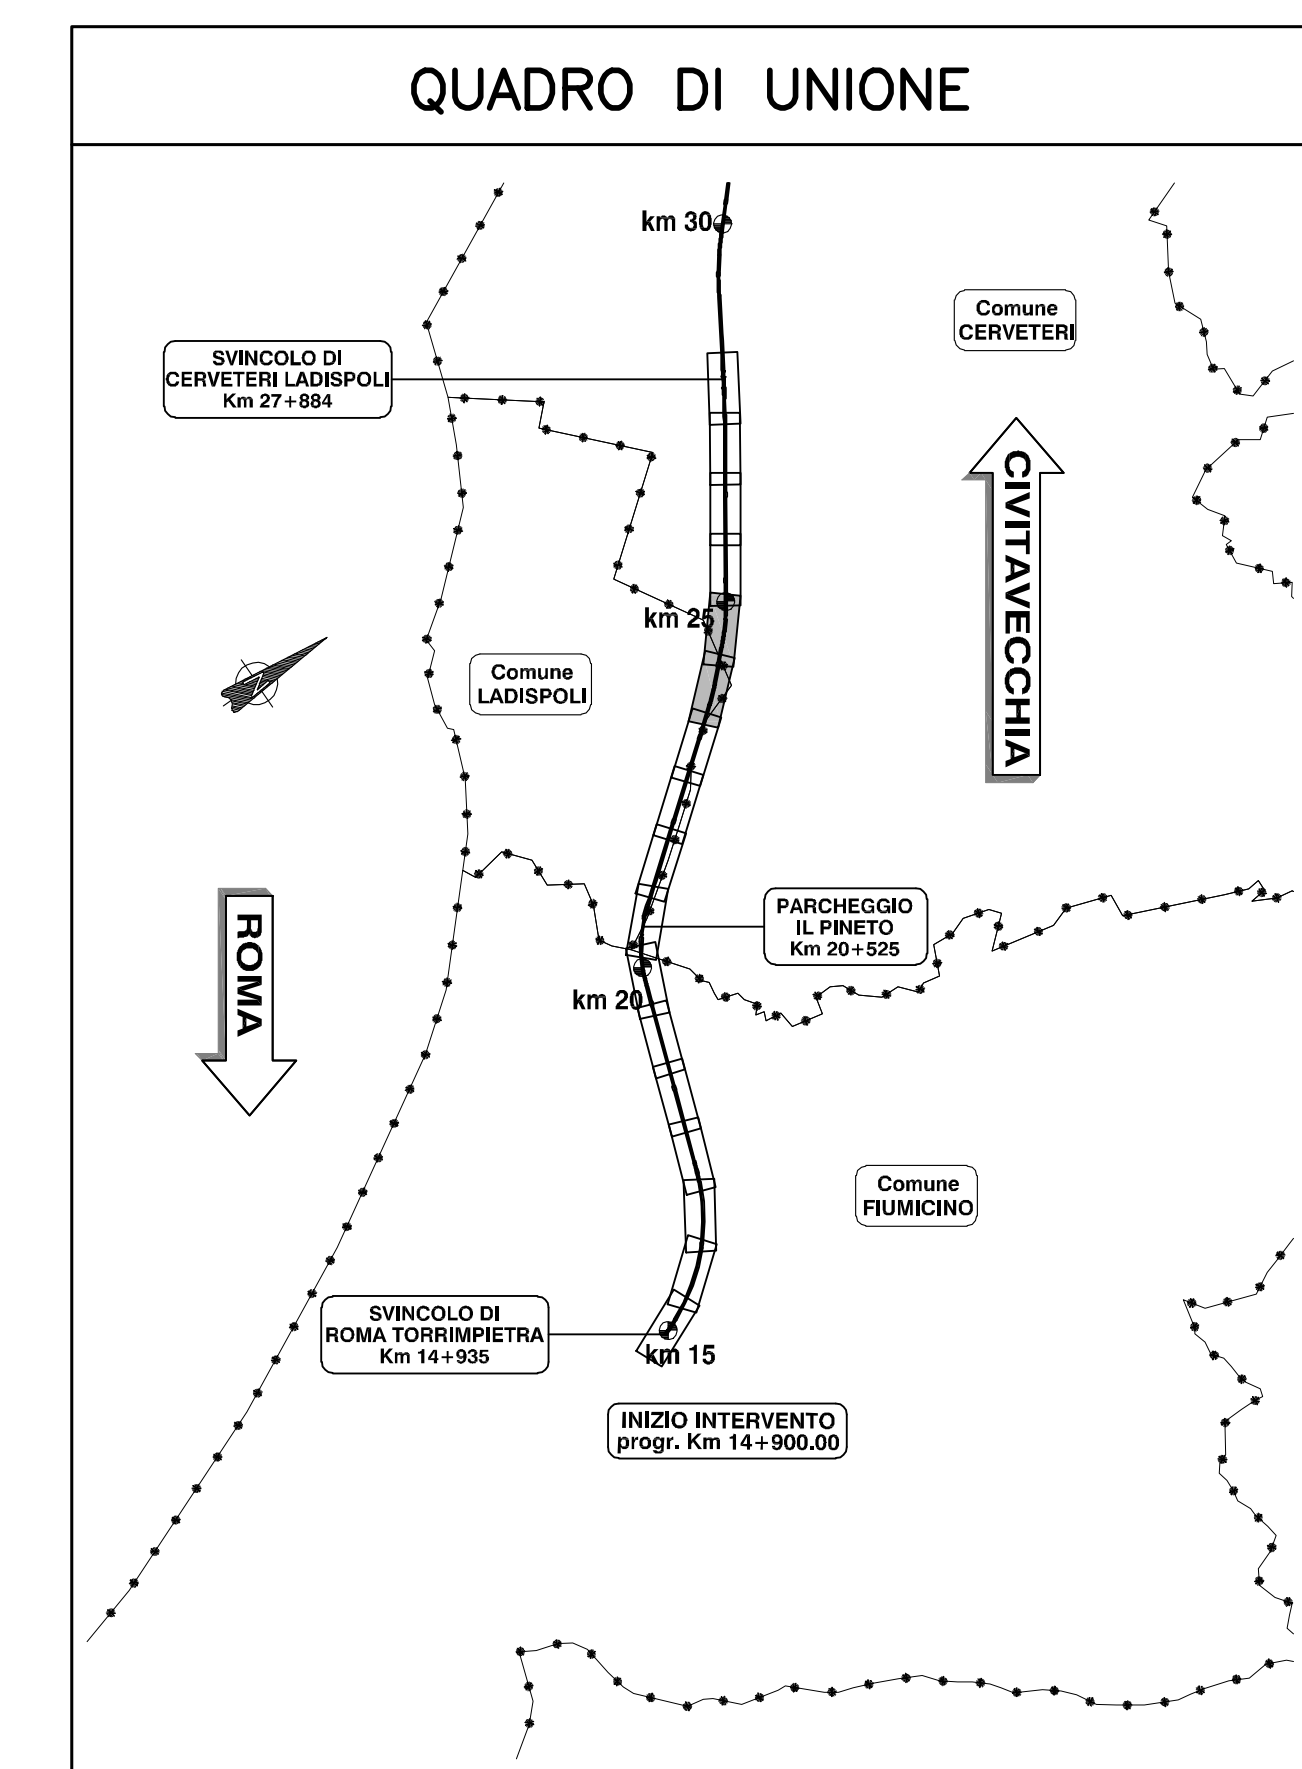 QUADRO DI UNIONE
km 30
Comune
CERVETERI
SVINCOLO DI
CERVETERI LADISPOLI
Km 27+884
CIVITAVECCHIA
km 25
Comune
LADISPOLI
N
ROMA
PARCHEGGIO
IL PINETO
Km 20+525
km 20
Comune
FIUMICINO
SVINCOLO DI
ROMA TORRIMPIETRA
Km 14+935
km 15
INIZIO INTERVENTO
progr. Km 14+900.00